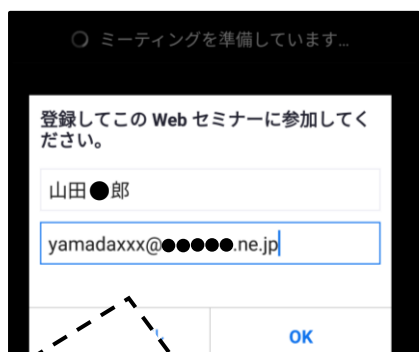 ミーティングを準備しています...
登録してこの Web セミナーに参加してく
ださい。
山田●郎
yamadaxxx@●●●●●.ne.jp
OK